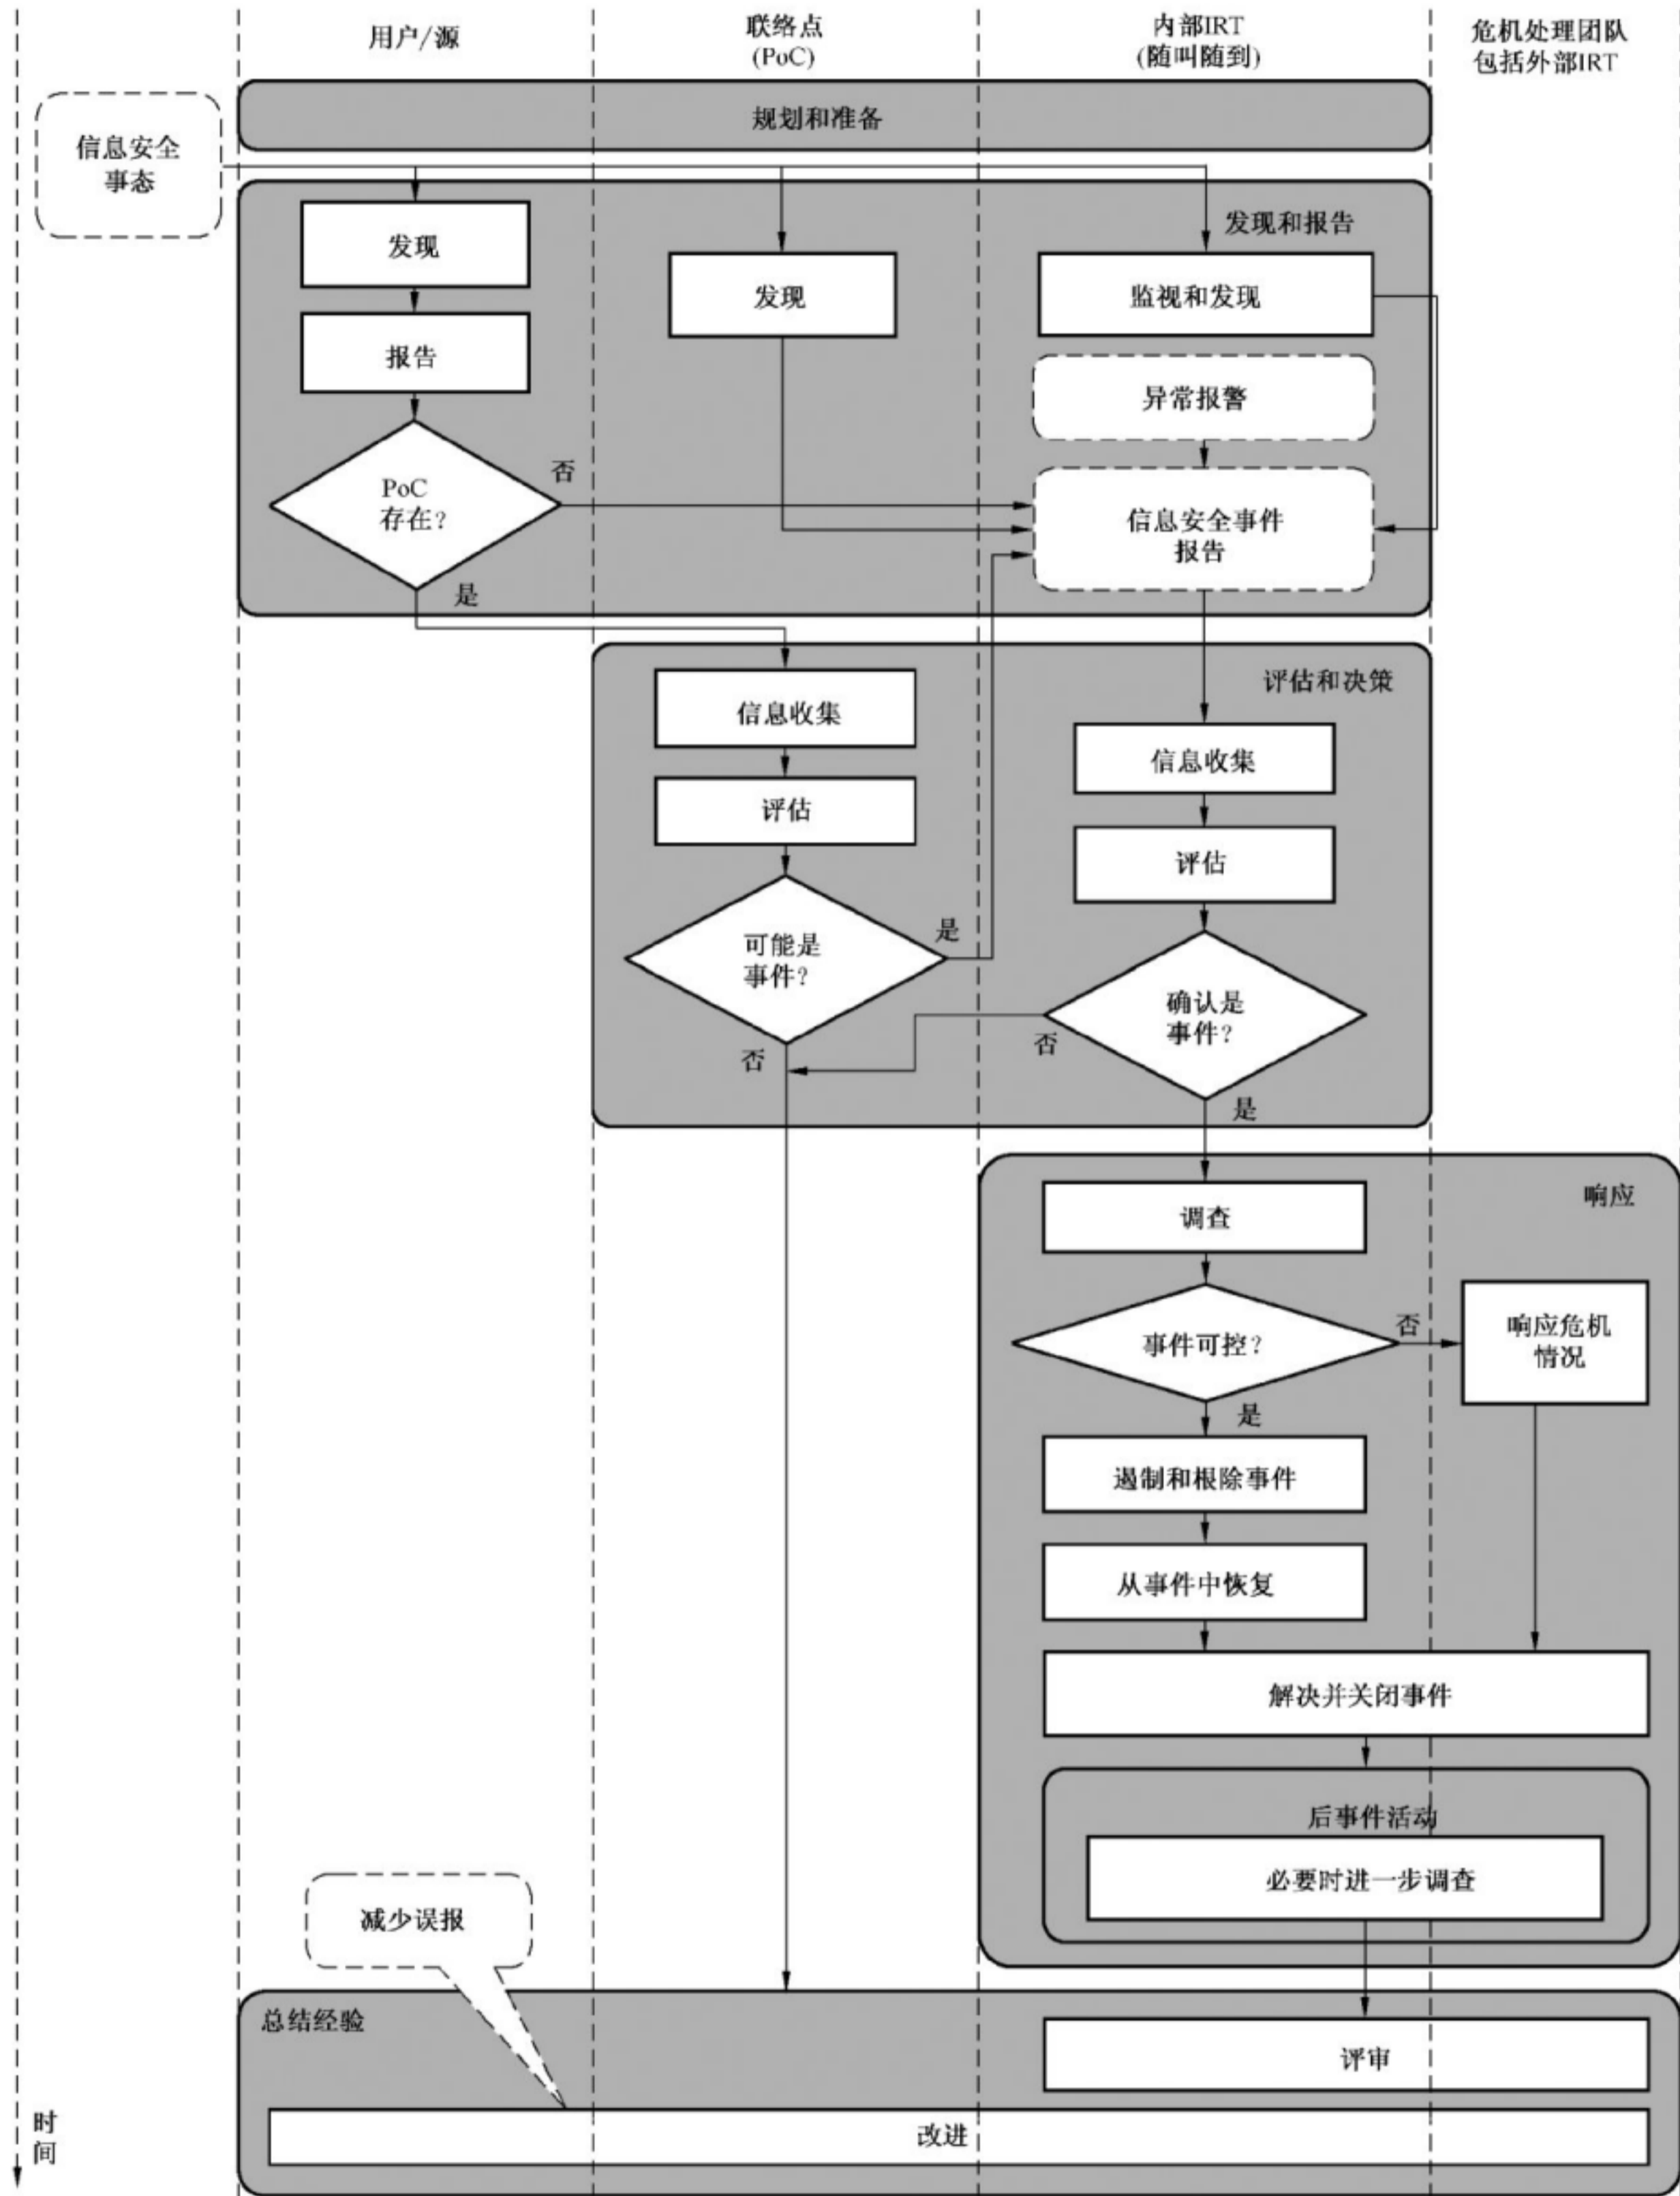 用户/源
联络点
(PoC)
内部IRT
(随叫随到)
危机处理团队
包括外部IRT
规划和准备
信息安全
事态
发现和报告
发现
发现
监视和发现
报告
异常报警
PoC
存在?
否
是
信息安全事件
报告
评估和决策
信息收集
信息收集
评估
评估
可能是
事件?
是
否
确认是
事件?
否
是
响应
调查
事件可控?
否
是
响应危机
情况
遏制和根除事件
从事件中恢复
解决并关闭事件
后事件活动
必要时进一步调查
减少误报
总结经验
评审
改进
时
间